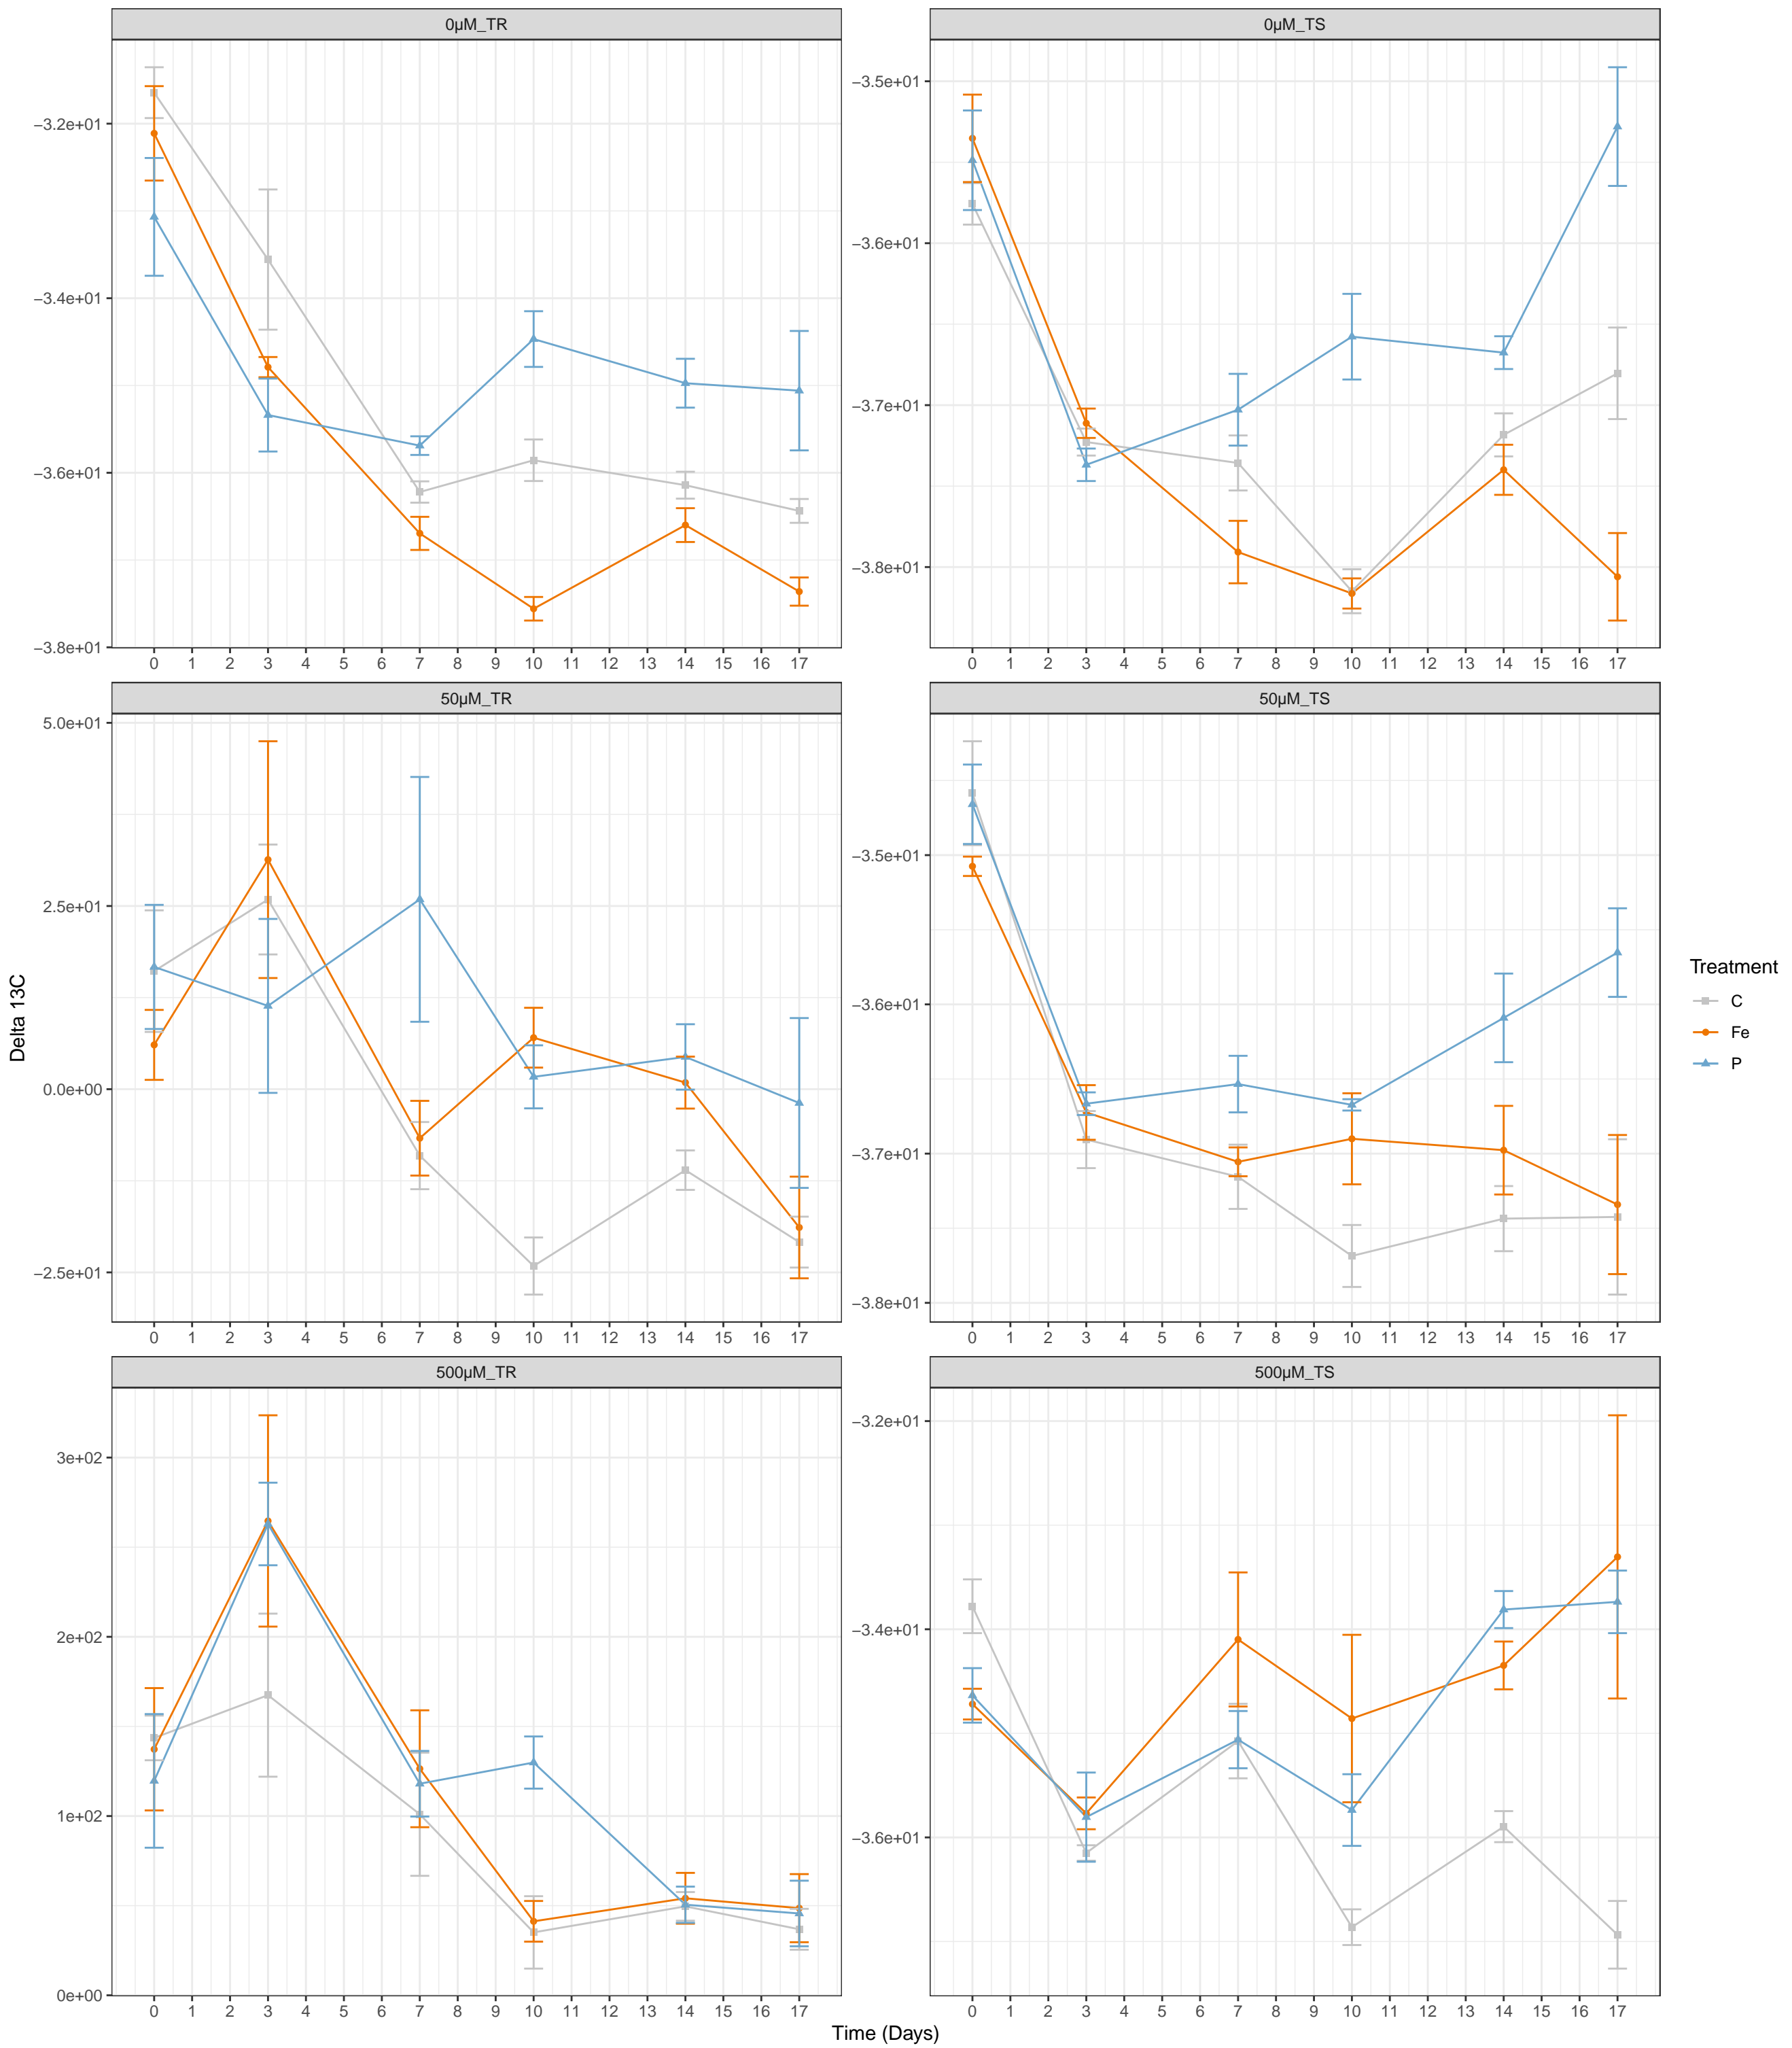 0µM_TR
0µM_TS
−3.2e+01
−3.4e+01
−3.6e+01
−3.8e+01
0 1 2 3 4 5 6 7 8 9 10 11 12 13 14 15 16 17
−3.5e+01
−3.6e+01
−3.7e+01
−3.8e+01
0 1 2 3 4 5 6 7 8 9 10 11 12 13 14 15 16 17
50µM_TR
50µM_TS
5.0e+01
2.5e+01
0.0e+00
−2.5e+01
0 1 2 3 4 5 6 7 8 9 10 11 12 13 14 15 16 17
−3.5e+01
−3.6e+01
−3.7e+01
−3.8e+01
0 1 2 3 4 5 6 7 8 9 10 11 12 13 14 15 16 17
500µM_TR
500µM_TS
3e+02
2e+02
1e+02
0e+00
0 1 2 3 4 5 6 7 8 9 10 11 12 13 14 15 16 17
−3.2e+01
−3.4e+01
−3.6e+01
0 1 2 3 4 5 6 7 8 9 10 11 12 13 14 15 16 17
Delta 13C
Time (Days)
Treatment
C
Fe
P